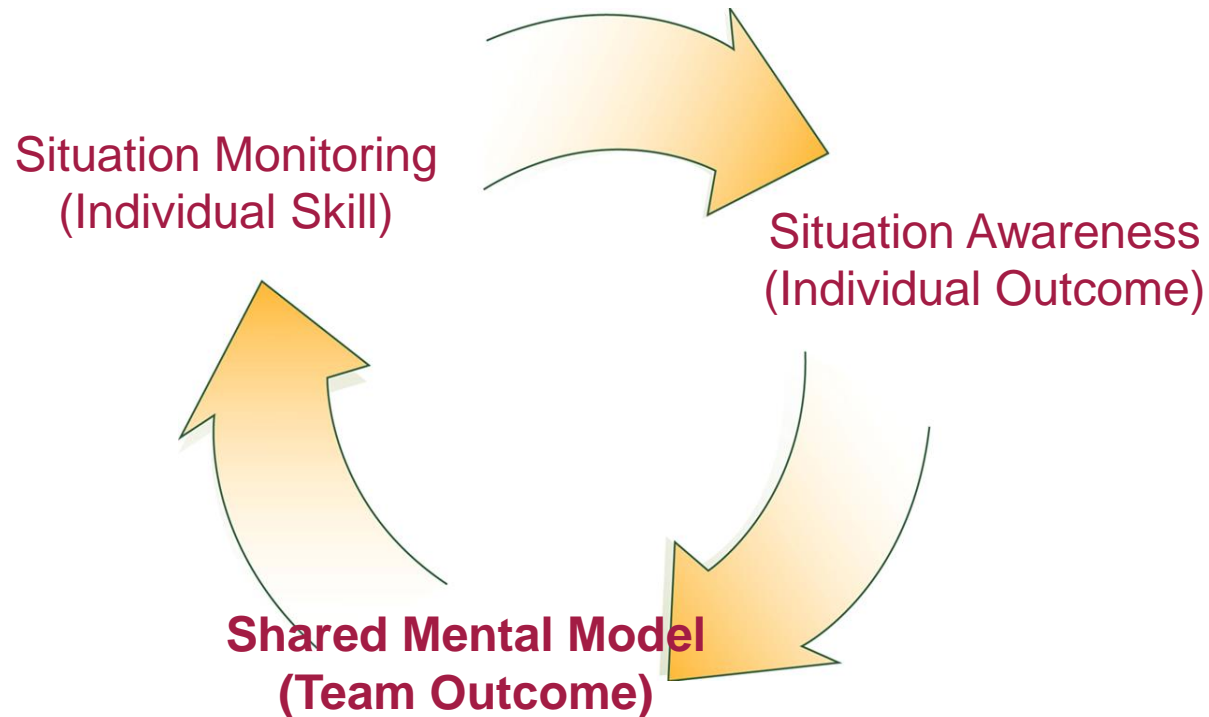 Situation Monitoring
(Individual Skill)
Situation Awareness
(Individual Outcome)
Shared Mental Model
(Team Outcome)